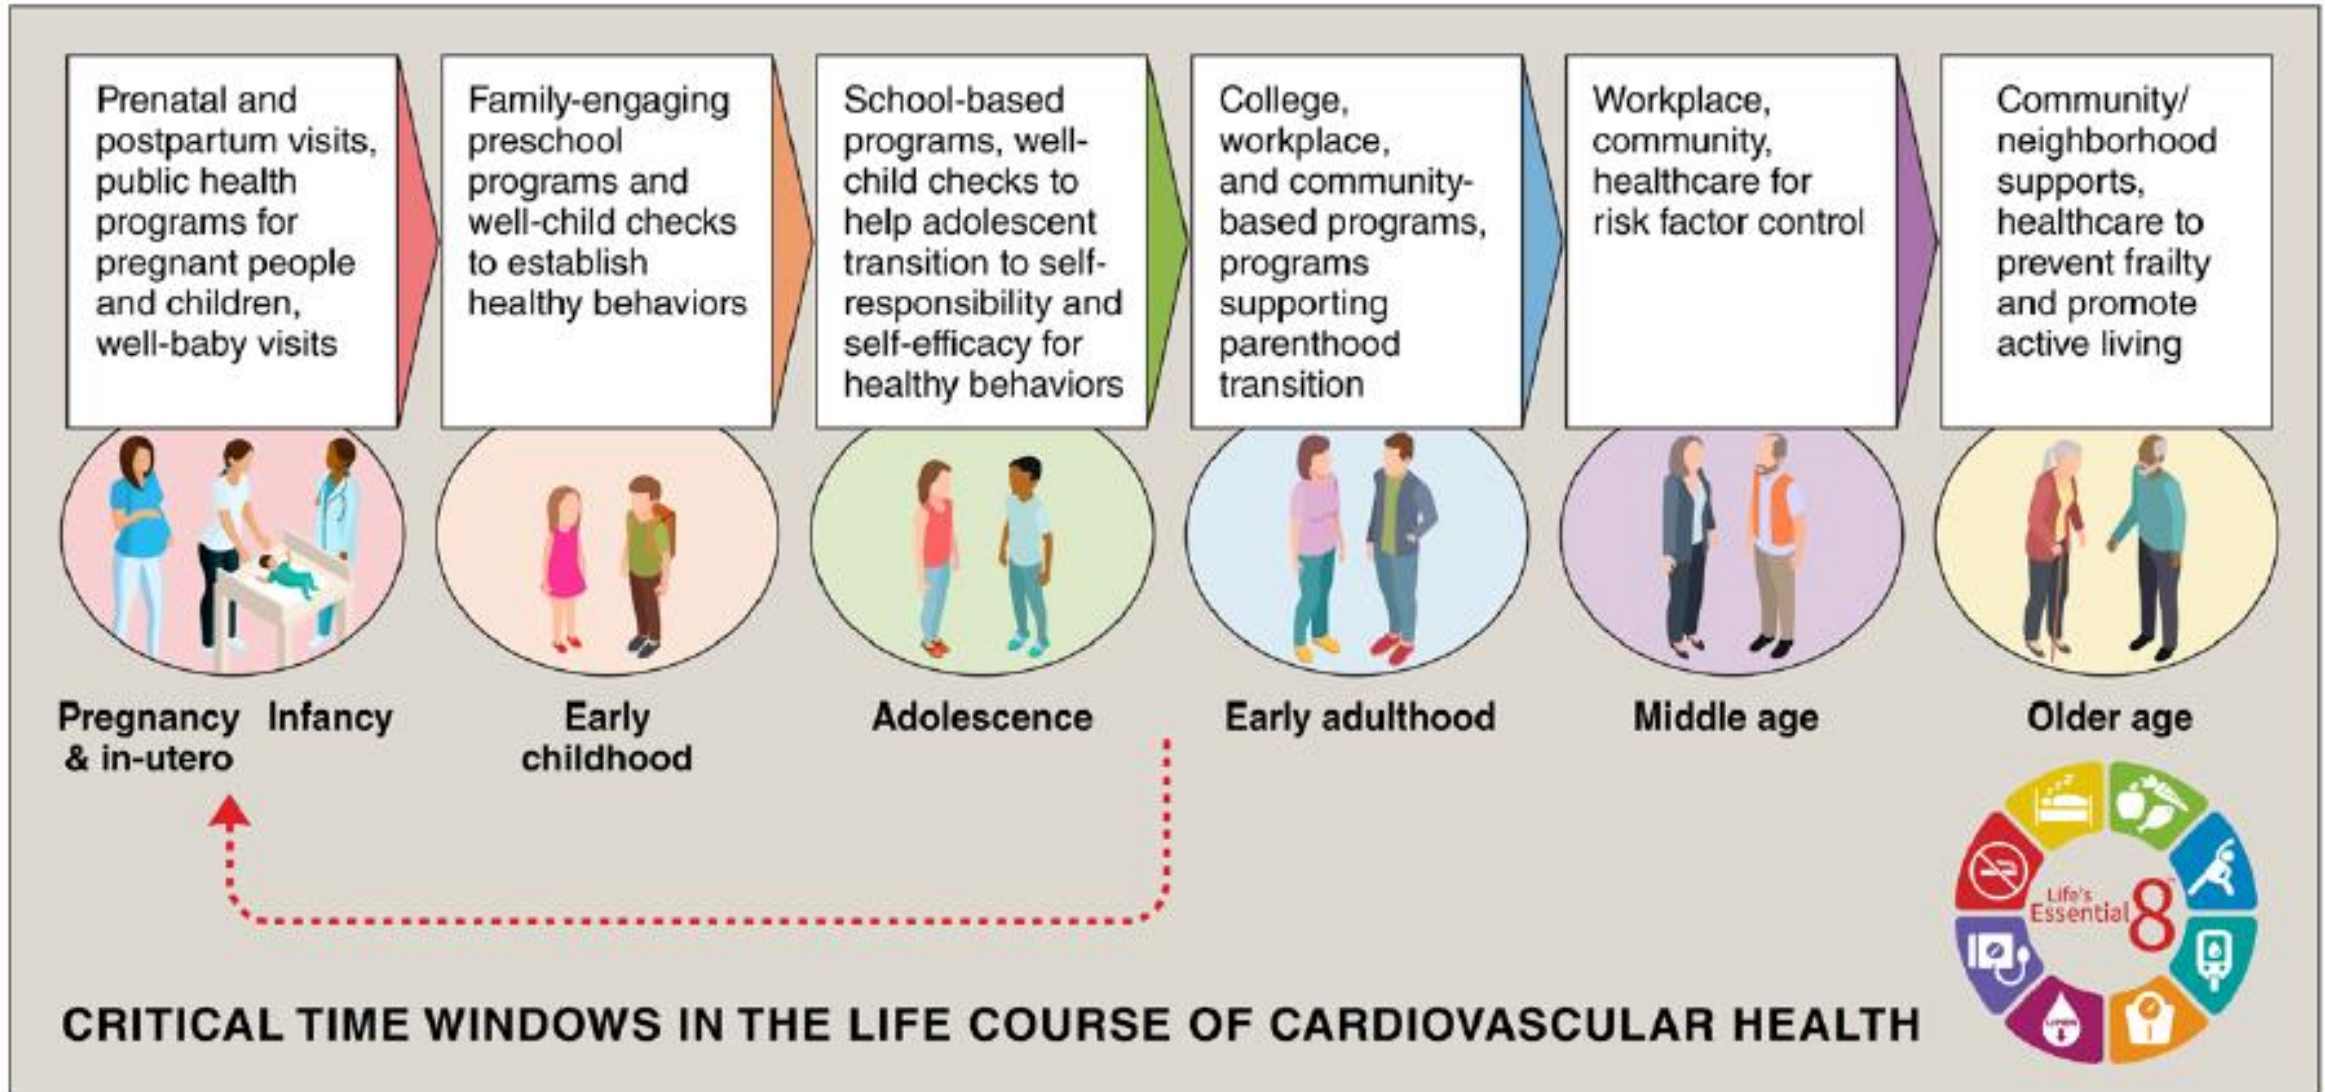 Prenatal and
postpartum visits,
public health
programs for
pregnant people
and children,
well-baby visits
Family-engaging
preschool
programs and
well-child checks
to establish
healthy behaviors
School-based
programs, well-
child checks to
help adolescent
transition to self-
responsibility and
self-efficacy for
healthy behaviors
College,
workplace,
and community-
based programs,
programs
supporting
parenthood
transition
Workplace,
community,
healthcare for
risk factor control
Community/
neighborhood
supports,
healthcare to
prevent frailty
and promote
active living
Pregnancy
& in-utero
Infancy
Early
childhood
Adolescence
Early adulthood
Middle age
Older age
Life's
Essential 8
CRITICAL TIME WINDOWS IN THE LIFE COURSE OF CARDIOVASCULAR HEALTH